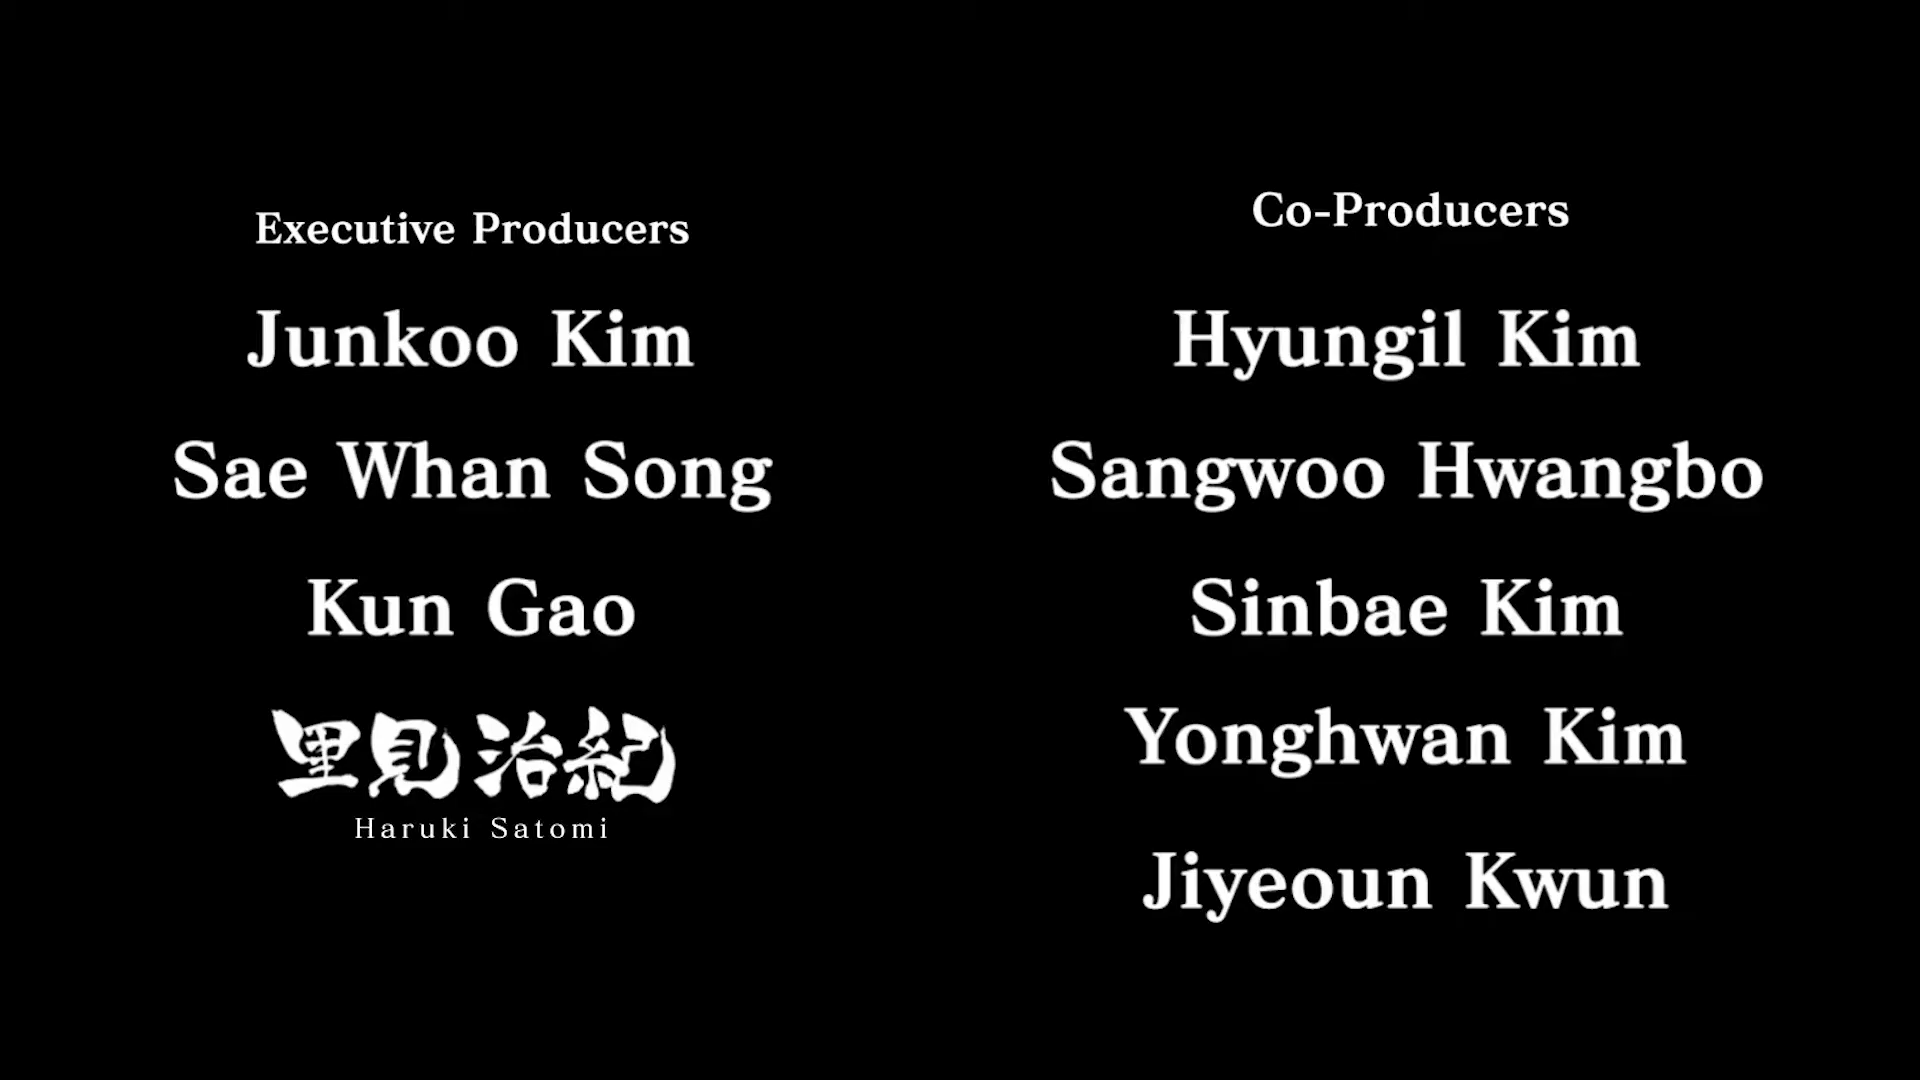 Executive Producers
Junkoo Kim
Sae Whan Song
Kun Gao
里見治紀
Haruki Satomi
Co-Producers
Hyungil Kim
Sangwoo Hwangbo
Sinbae Kim
Yonghwan Kim
Jiyeoun Kwun